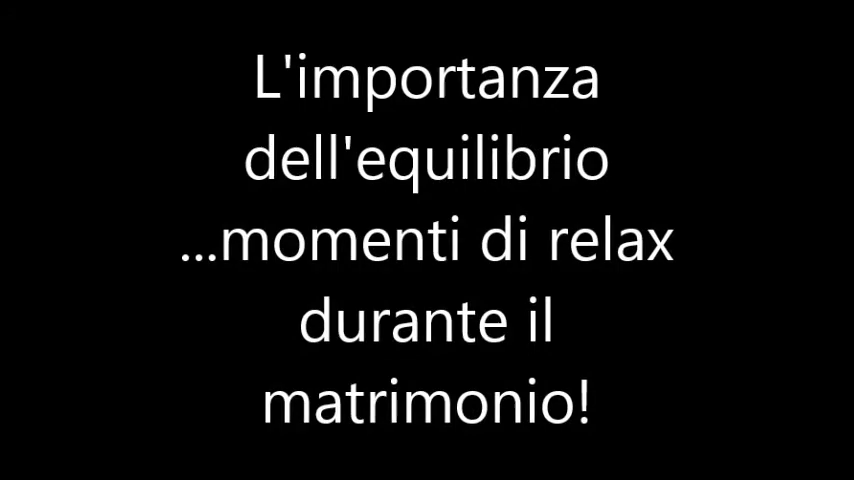 L'importanza
dell'equilibrio
...momenti di relax
durante il
matrimonio!